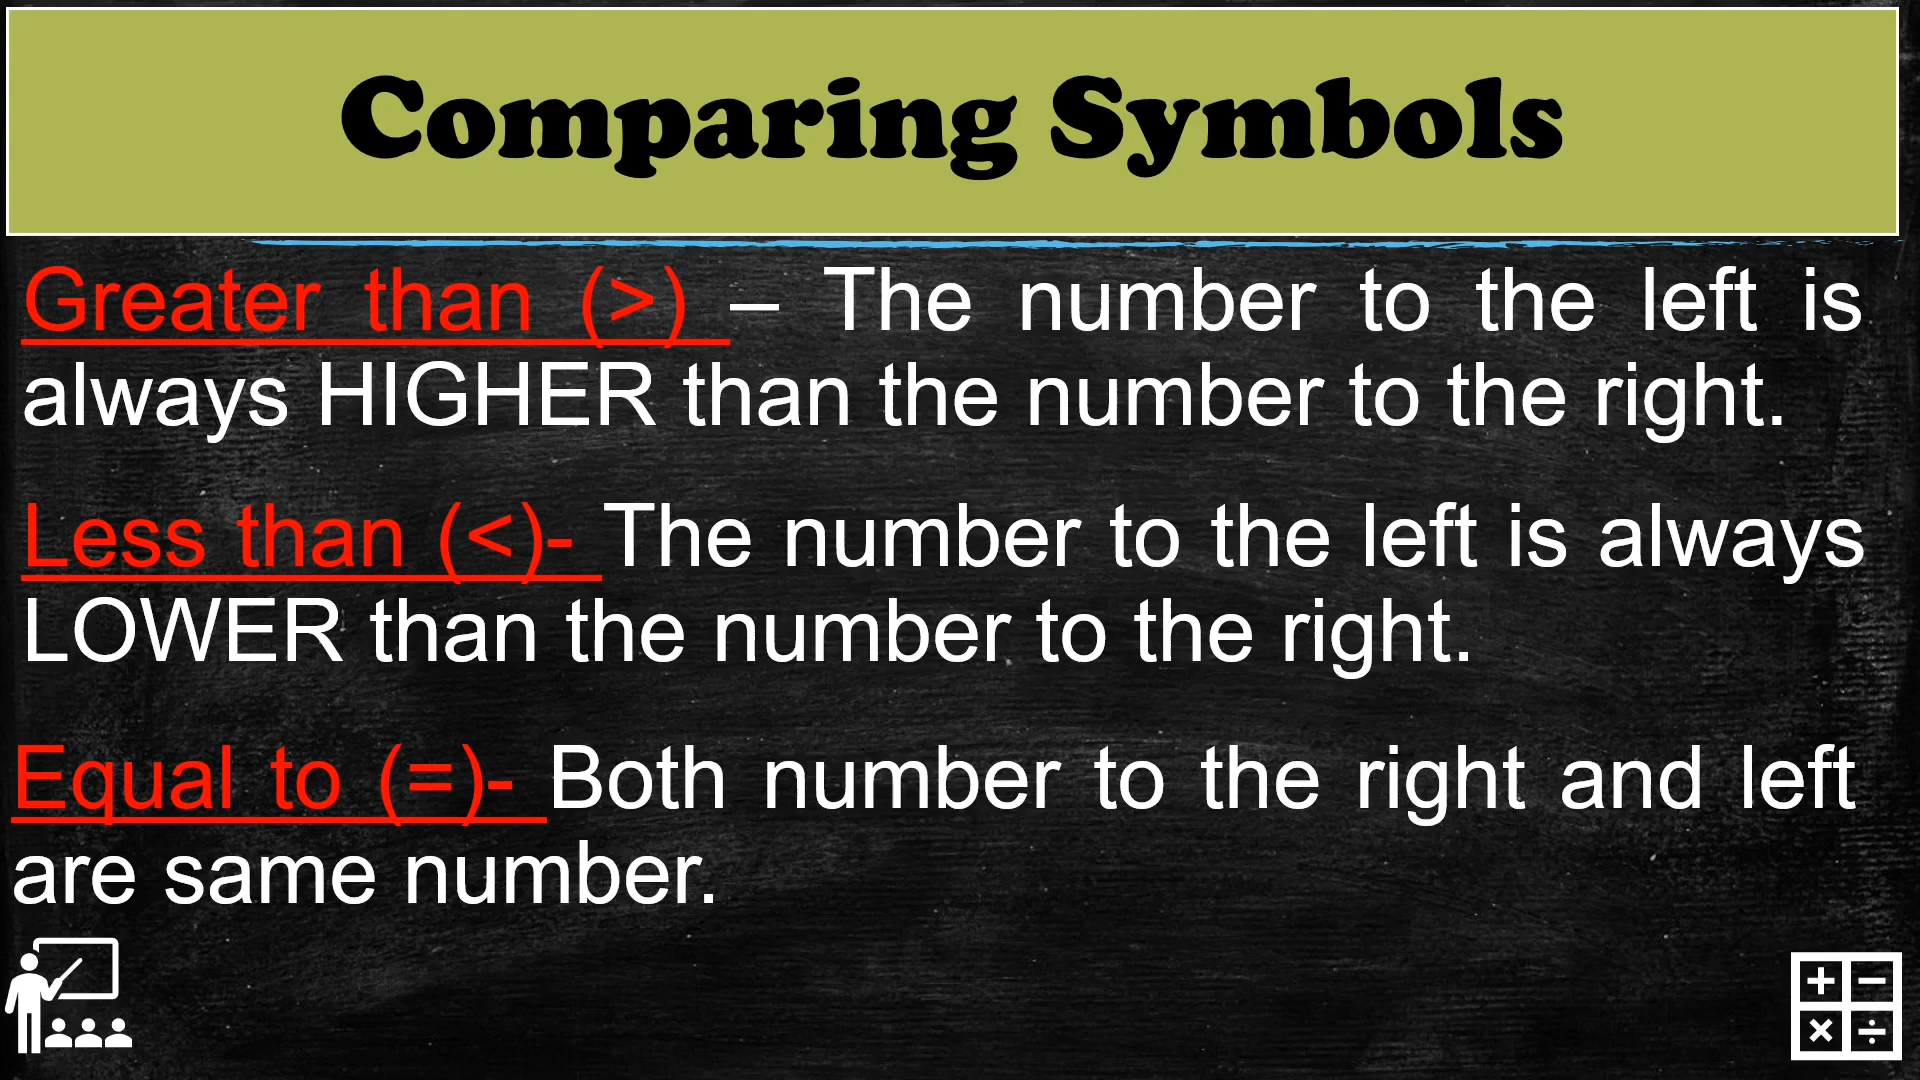 Comparing Symbols
Greater than (>) – The number to the left is
always HIGHER than the number to the right.
Less than (<)- The number to the left is always
LOWER than the number to the right.
Equal to (=)- Both number to the right and left
are same number.
+ −
× ÷